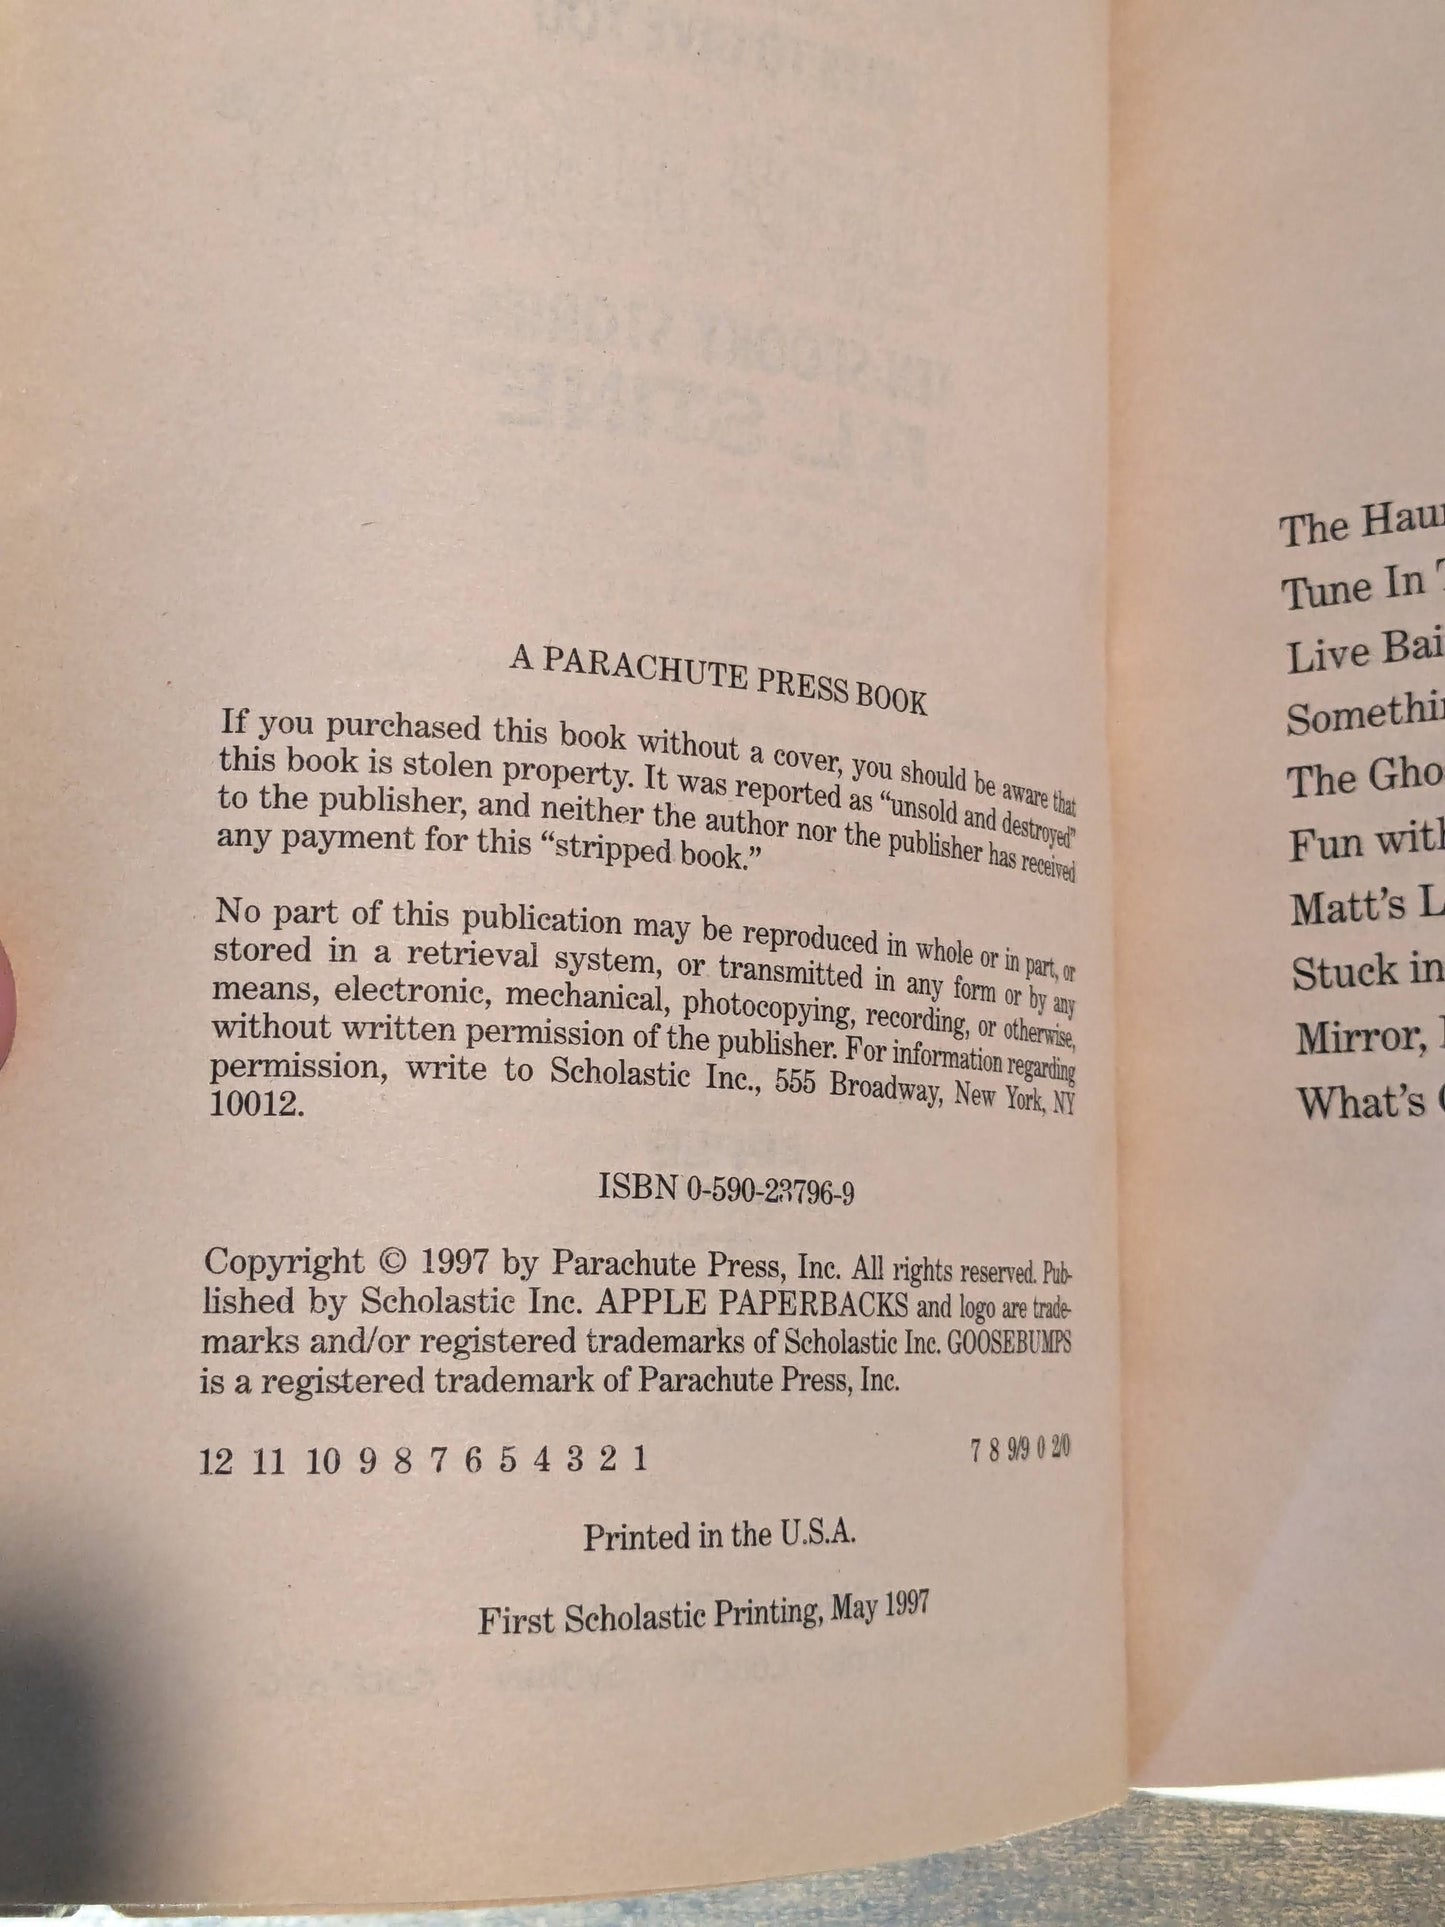 A PARACHUTE PRESS BOOK
If you purchased this book without a cover, you should be aware that
this book is stolen property. It was reported as “unsold and destroyed”
to the publisher, and neither the author nor the publisher has received
any payment for this “stripped book.”
No part of this publication may be reproduced in whole or in part, or
stored in a retrieval system, or transmitted in any form or by any
means, electronic, mechanical, photocopying, recording, or otherwise,
without written permission of the publisher. For information regarding
permission, write to Scholastic Inc., 555 Broadway, New York, NY
10012.
ISBN 0-590-23796-9
Copyright © 1997 by Parachute Press, Inc. All rights reserved. Pub-
lished by Scholastic Inc. APPLE PAPERBACKS and logo are trade-
marks and/or registered trademarks of Scholastic Inc. GOOSEBUMPS
is a registered trademark of Parachute Press, Inc.
12 11 10 9 8 7 6 5 4 3 2 1 7 8 9/9 0 2/0
Printed in the U.S.A.
First Scholastic Printing, May 1997
The
Tune In
Live
The
Fun
Matt’s
Stuck in
Mirror,
What’s